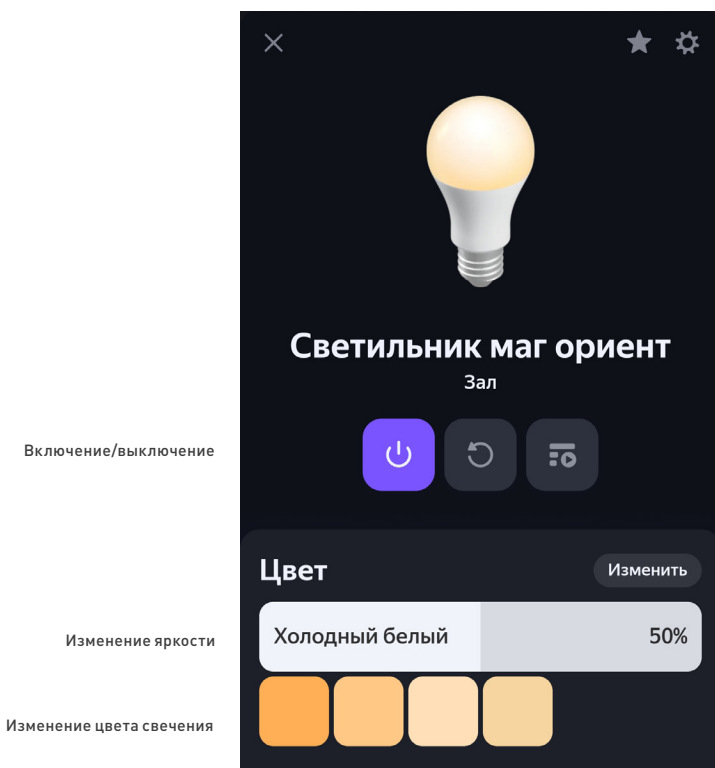 Светильник маг ориент
Зал
Включение/выключение
Цвет
Изменить
Изменение яркости
Холодный белый
50%
Изменение цвета свечения